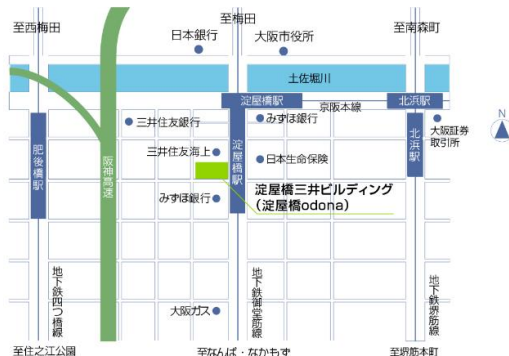 至西梅田
至梅田
至南森町
日本銀行
大阪市役所
土佐堀川
淀屋橋駅
京阪本線
北浜駅
三井住友銀行
みずほ銀行
大阪証券
取引所
N
肥後橋駅
阪神高速
三井住友海上
淀屋橋駅
日本生命保険
北浜駅
みずほ銀行
淀屋橋三井ビルディング
(淀屋橋odona)
地下鉄四つ橋線
地下鉄御堂筋線
地下鉄堺筋線
大阪ガス
至住之江公園
至なんば・なかもず
至堺筋本町